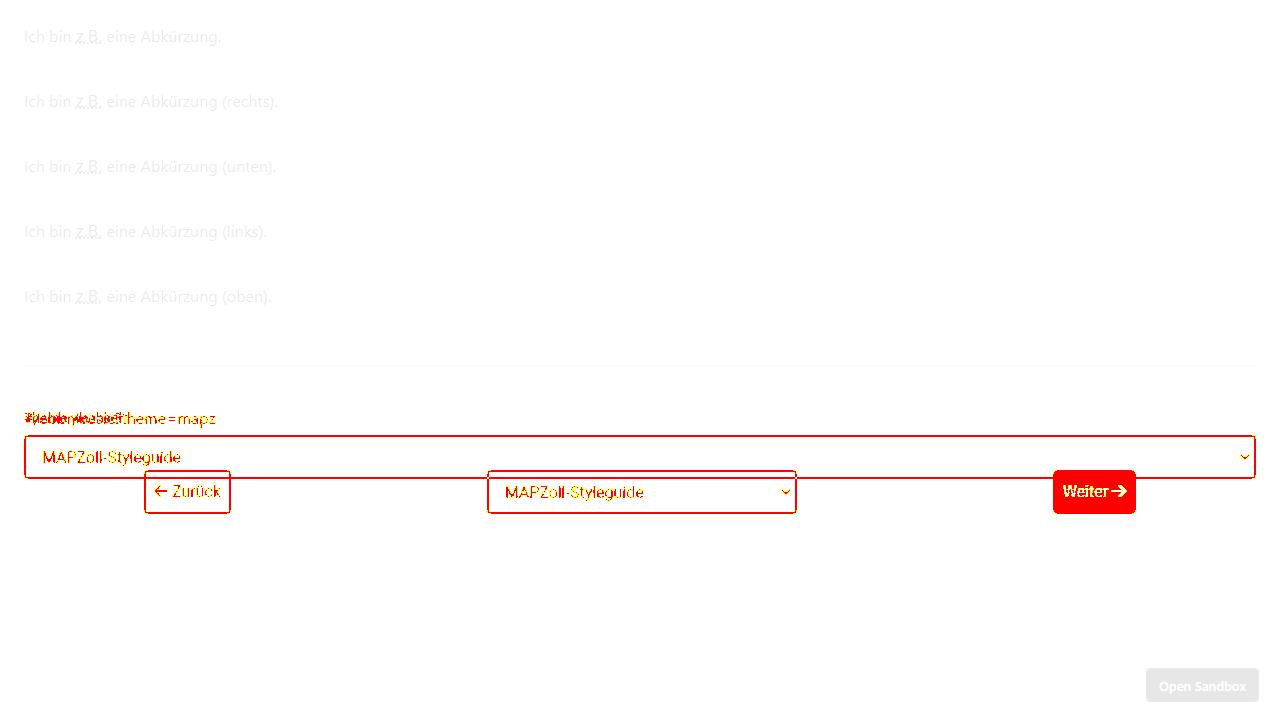 Ich bin z.B. eine Abkürzung.
Ich bin z.B. eine Abkürzung (rechts).
Ich bin z.B. eine Abkürzung (unten).
Ich bin z.B. eine Abkürzung (links).
Ich bin z.B. eine Abkürzung (oben).
theme=mapz
MAPZoll-Styleguide
← Zurück
MAPZoll-Styleguide
Weiter →
Open Sandbox